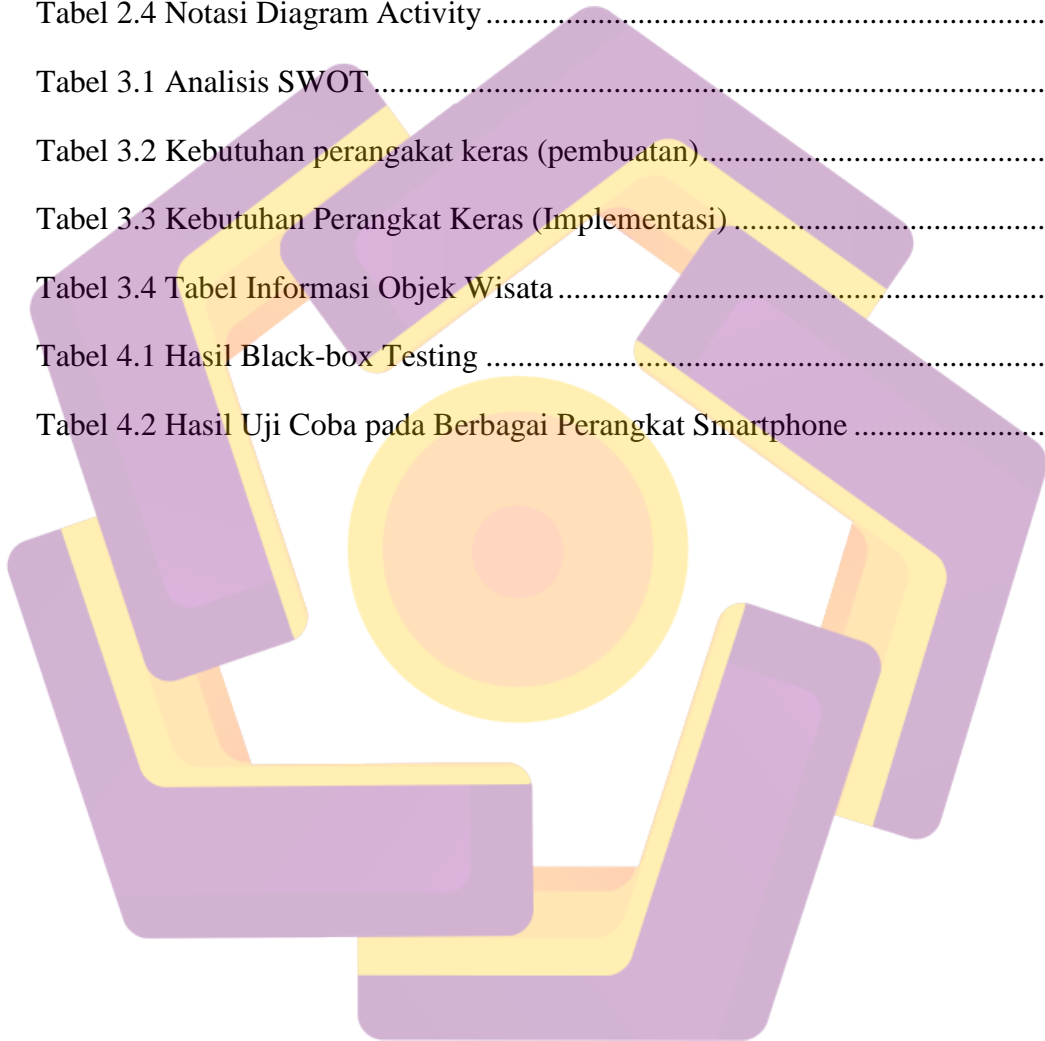 Tabel 2.4 Notasi Diagram Activity..........................................................................
Tabel 3.1 Analisis SWOT..........................................................................................
Tabel 3.2 Kebutuhan perangakat keras (pembuatan)..............................................
Tabel 3.3 Kebutuhan Perangkat Keras (Implementasi) ..........................................
Tabel 3.4 Tabel Informasi Objek Wisata .................................................................
Tabel 4.1 Hasil Black-box Testing ..........................................................................
Tabel 4.2 Hasil Uji Coba pada Berbagai Perangkat Smartphone .........................